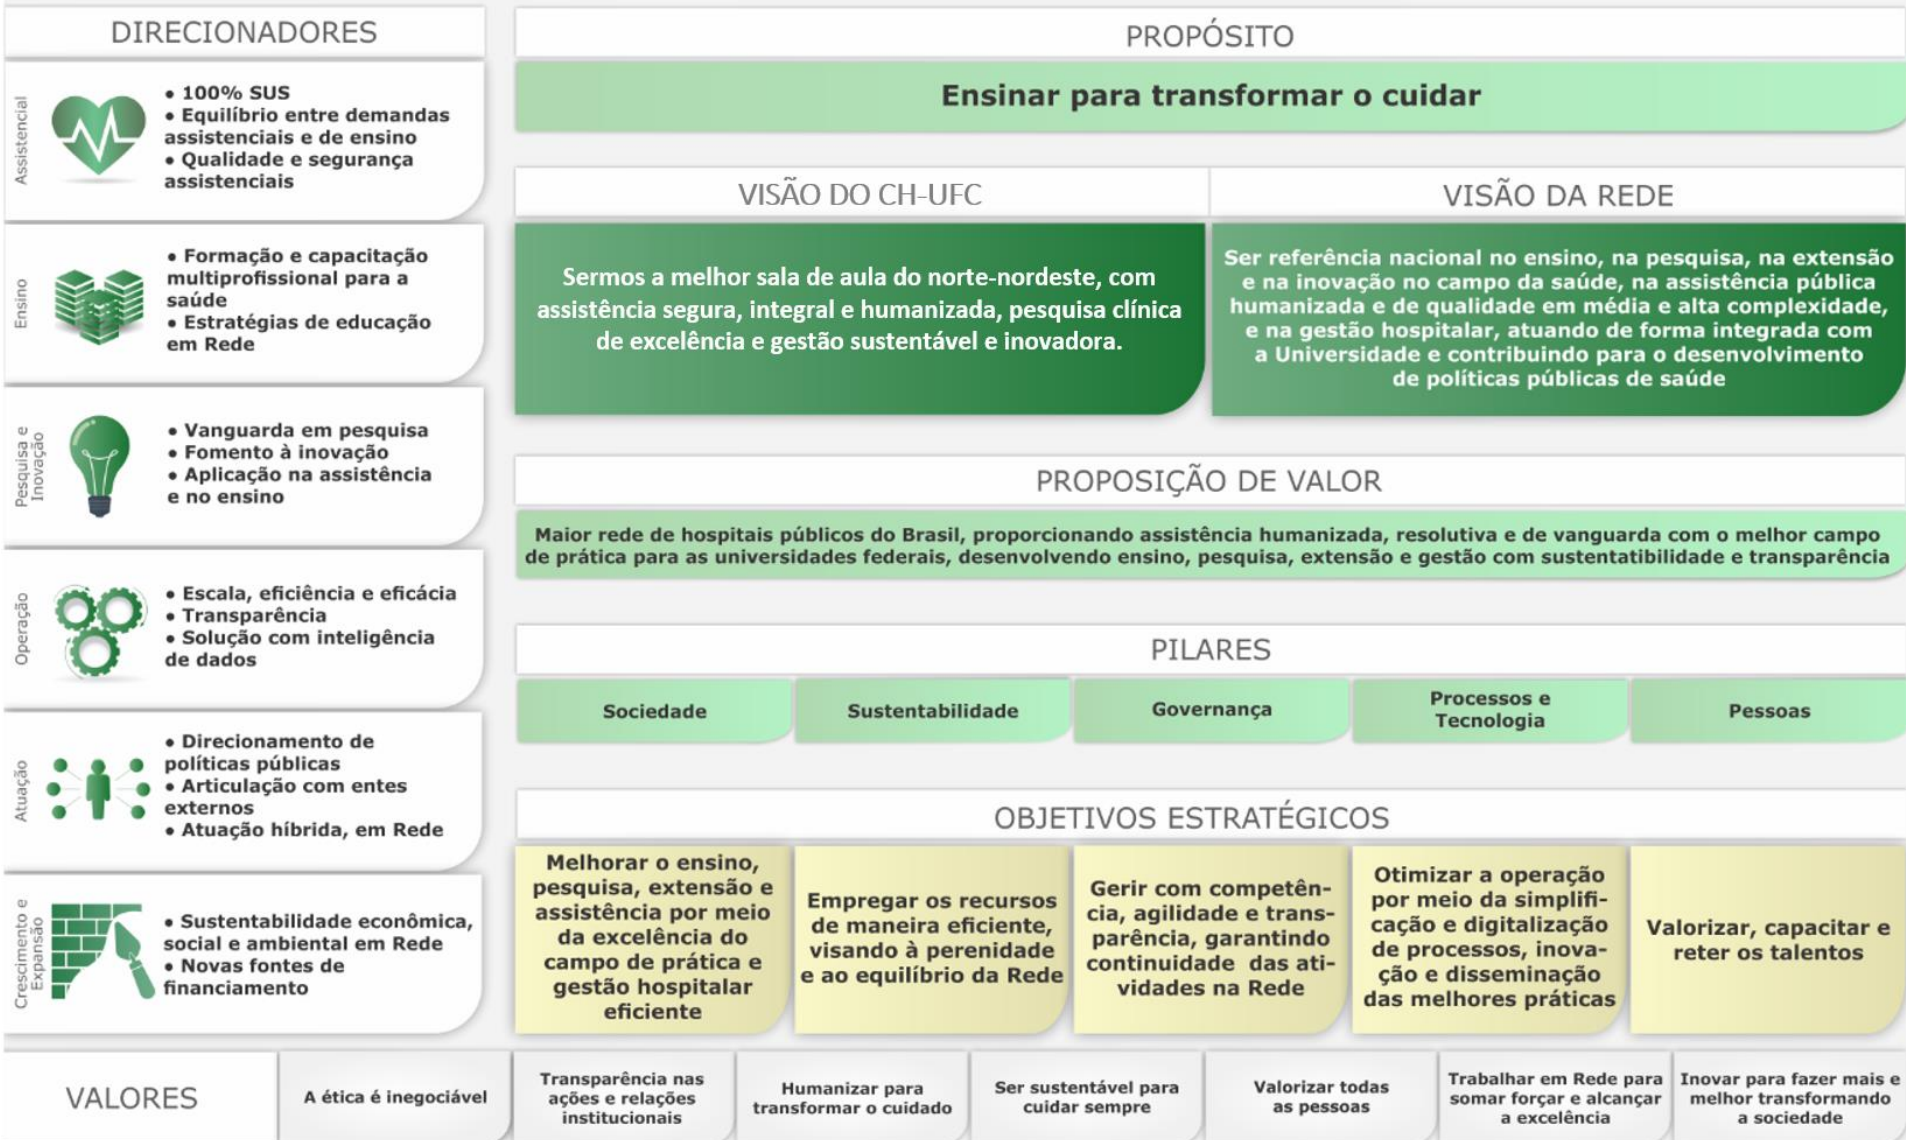 DIRECIONADORES
Assistencial
● 100% SUS
● Equilíbrio entre demandas
assistenciais e de ensino
● Qualidade e segurança
assistenciais
Ensino
● Formação e capacitação
multiprofissional para a
saúde
● Estratégias de educação
em Rede
Pesquisa e
Inovação
● Vanguarda em pesquisa
● Fomento à inovação
● Aplicação na assistência
e no ensino
Operação
● Escala, eficiência e eficácia
● Transparência
● Solução com inteligência
de dados
Atuação
● Direcionamento de
políticas públicas
● Articulação com entes
externos
● Atuação híbrida, em Rede
Crescimento e
Expansão
● Sustentabilidade econômica,
social e ambiental em Rede
● Novas fontes de
financiamento
PROPÓSITO
Ensinar para transformar o cuidar
VISÃO DO CH-UFC
Sermos a melhor sala de aula do norte-nordeste, com
assistência segura, integral e humanizada, pesquisa clínica
de excelência e gestão sustentável e inovadora.
VISÃO DA REDE
Ser referência nacional no ensino, na pesquisa, na extensão
e na inovação no campo da saúde, na assistência pública
humanizada e de qualidade em média e alta complexidade,
e na gestão hospitalar, atuando de forma integrada com
a Universidade e contribuindo para o desenvolvimento
de políticas públicas de saúde
PROPOSIÇÃO DE VALOR
Maior rede de hospitais públicos do Brasil, proporcionando assistência humanizada, resolutiva e de vanguarda com o melhor campo
de prática para as universidades federais, desenvolvendo ensino, pesquisa, extensão e gestão com sustentatibilidade e transparência
PILARES
Sociedade
Sustentabilidade
Governança
Processos e
Tecnologia
Pessoas
OBJETIVOS ESTRATÉGICOS
Melhorar o ensino,
pesquisa, extensão e
assistência por meio
da excelência do
campo de prática e
gestão hospitalar
eficiente
Empregar os recursos
de maneira eficiente,
visando à perenidade
e ao equilíbrio da Rede
Gerir com competên-
cia, agilidade e trans-
parência, garantindo
continuidade das ati-
vidades na Rede
Otimizar a operação
por meio da simplifi-
cação e digitalização
de processos, inova-
ção e disseminação
das melhores práticas
Valorizar, capacitar e
reter os talentos
VALORES
A ética é inegociável
Transparência nas
ações e relações
institucionais
Humanizar para
transformar o cuidado
Ser sustentável para
cuidar sempre
Valorizar todas
as pessoas
Trabalhar em Rede para
somar forçar e alcançar
a excelência
Inovar para fazer mais e
melhor transformando
a sociedade